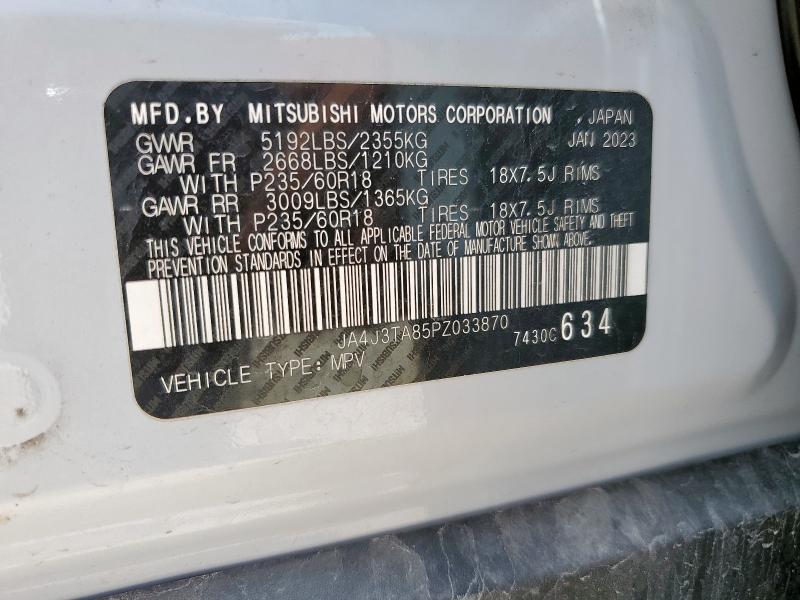 MFD.BY MITSUBISHI MOTORS CORPORATION , JAPAN
GVWR 5192LBS/2355KG JAN 2023
GAWR FR 2668LBS/1210KG
WITH P235/60R18 TIRES 18X7.5J RIMS
GAWR RR 3009LBS/1365KG
WITH P235/60R18 TIRES 18X7.5J RIMS
THIS VEHICLE CONFORMS TO ALL APPLICABLE FEDERAL MOTOR VEHICLE SAFETY AND THEFT
PREVENTION STANDARDS IN EFFECT ON THE DATE OF MANUFACTURE SHOWN ABOVE.
JA4J3TA85PZ033870 7430C 634
VEHICLE TYPE: MPV